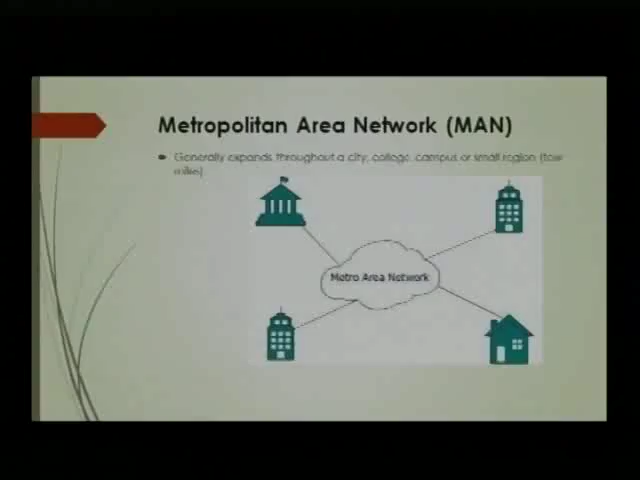 Metropolitan Area Network (MAN)
Generally expands throughout a city, college, campus or small region (few
miles)
Metro Area Network